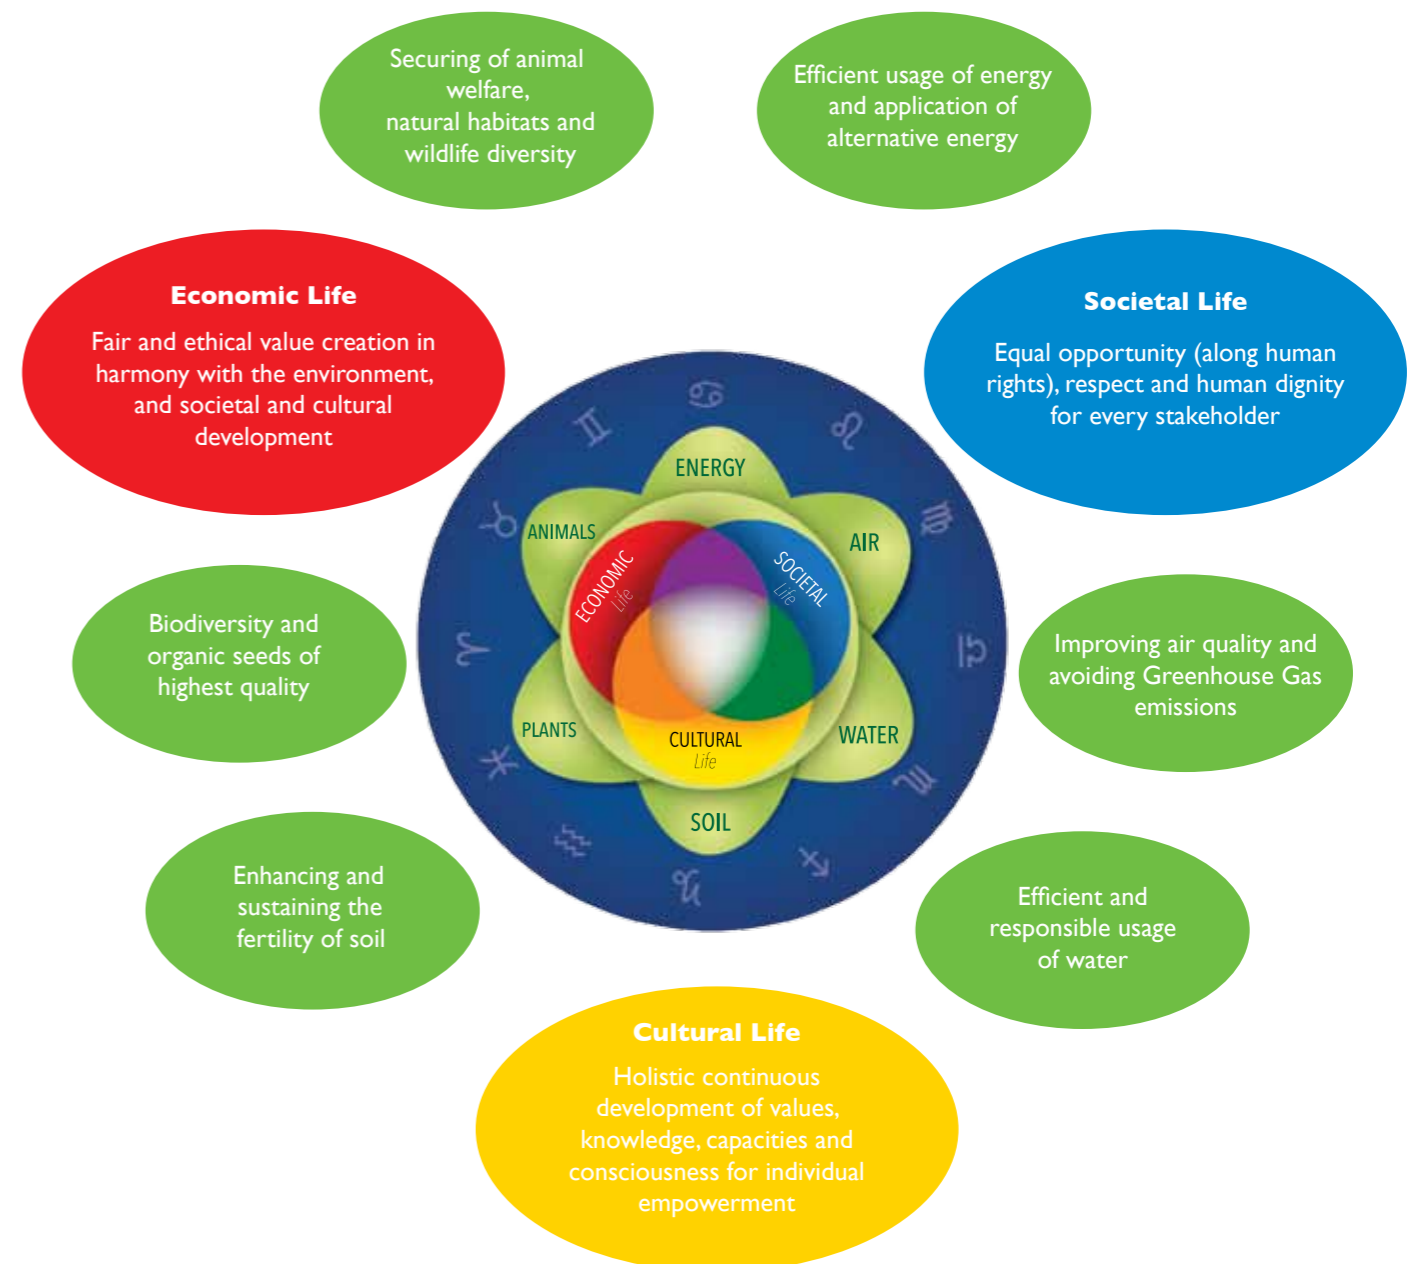 Securing of animal
welfare,
natural habitats and
wildlife diversity
Efficient usage of energy
and application of
alternative energy
Economic Life
Fair and ethical value creation in
harmony with the environment,
and societal and cultural
development
Societal Life
Equal opportunity (along human
rights), respect and human dignity
for every stakeholder
ENERGY
ANIMALS
AIR
ECONOMIC
Life
SOCIETAL
Life
PLANTS
CULTURAL
Life
WATER
SOIL
Biodiversity and
organic seeds of
highest quality
Improving air quality and
avoiding Greenhouse Gas
emissions
Enhancing and
sustaining the
fertility of soil
Efficient and
responsible usage
of water
Cultural Life
Holistic continuous
development of values,
knowledge, capacities and
consciousness for individual
empowerment